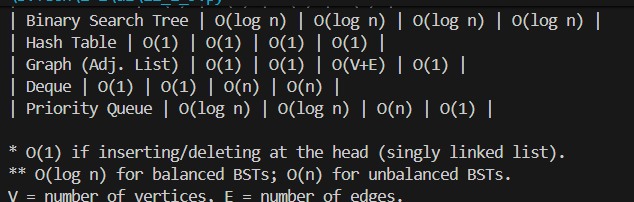 | Binary Search Tree | O(log n) | O(log n) | O(log n) | O(log n) |
| Hash Table | O(1) | O(1) | O(1) | O(1) |
| Graph (Adj. List) | O(1) | O(1) | O(V+E) | O(1) |
| Deque | O(1) | O(1) | O(n) | O(n) |
| Priority Queue | O(log n) | O(log n) | O(n) | O(1) |
* O(1) if inserting/deleting at the head (singly linked list).
** O(log n) for balanced BSTs; O(n) for unbalanced BSTs.
V = number of vertices, E = number of edges.